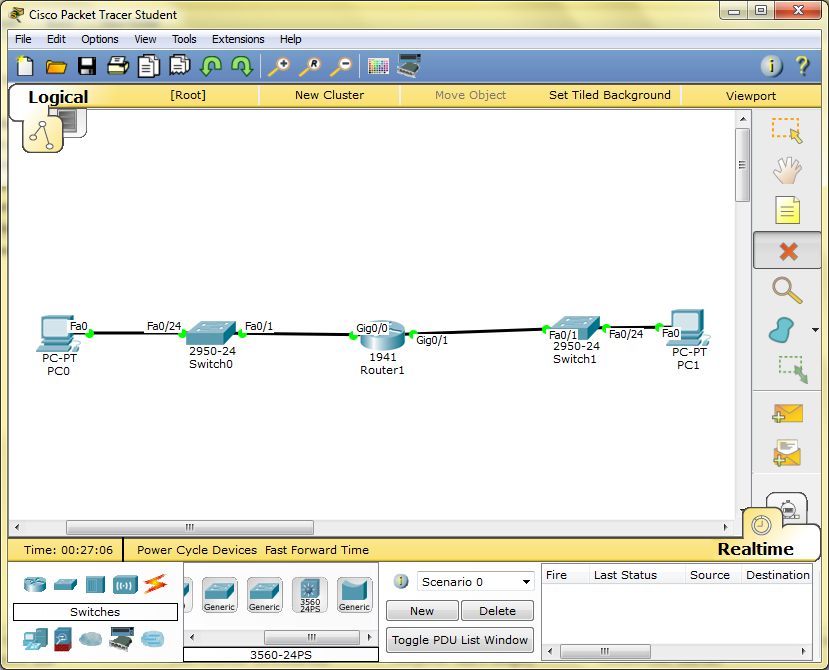 Cisco Packet Tracer Student
File Edit Options View Tools Extensions Help
Logical [Root] New Cluster Move Object Set Tiled Background Viewport
Fa0 Fa0/24 Fa0/1 Gig0/0 Gig0/1 Fa0/1 Fa0/24 Fa0
PC-PT
PC0
2950-24
Switch0
1941
Router1
2950-24
Switch1
PC-PT
PC1
Time: 00:27:06 Power Cycle Devices Fast Forward Time Realtime
Switches
Generic Generic 3560 24PS Generic
3560-24PS
Scenario 0
New Delete
Toggle PDU List Window
Fire Last Status Source Destination